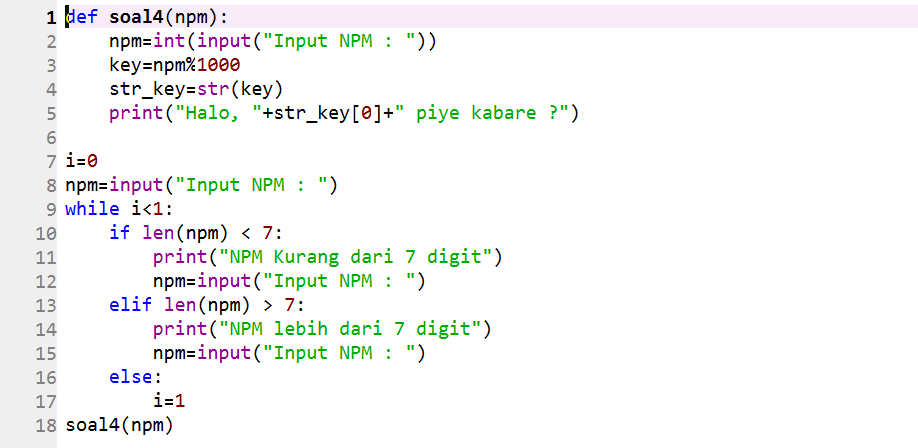 1 def soal4(npm):
2     npm=int(input("Input NPM : "))
3     key=npm%1000
4     str_key=str(key)
5     print("Halo, "+str_key[0]+" piye kabare ?")
6
7 i=0
8 npm=input("Input NPM : ")
9 while i<1:
10     if len(npm) < 7:
11         print("NPM Kurang dari 7 digit")
12         npm=input("Input NPM : ")
13     elif len(npm) > 7:
14         print("NPM lebih dari 7 digit")
15         npm=input("Input NPM : ")
16     else:
17         i=1
18 soal4(npm)